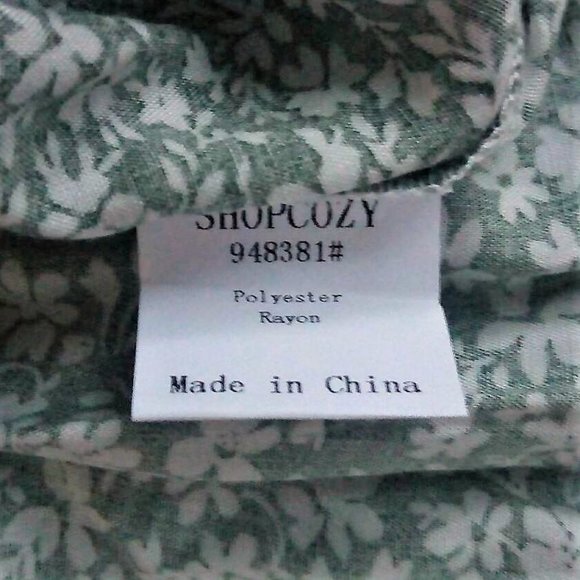 SHOPCOZY
948381#
Polyester
Rayon
Made in China